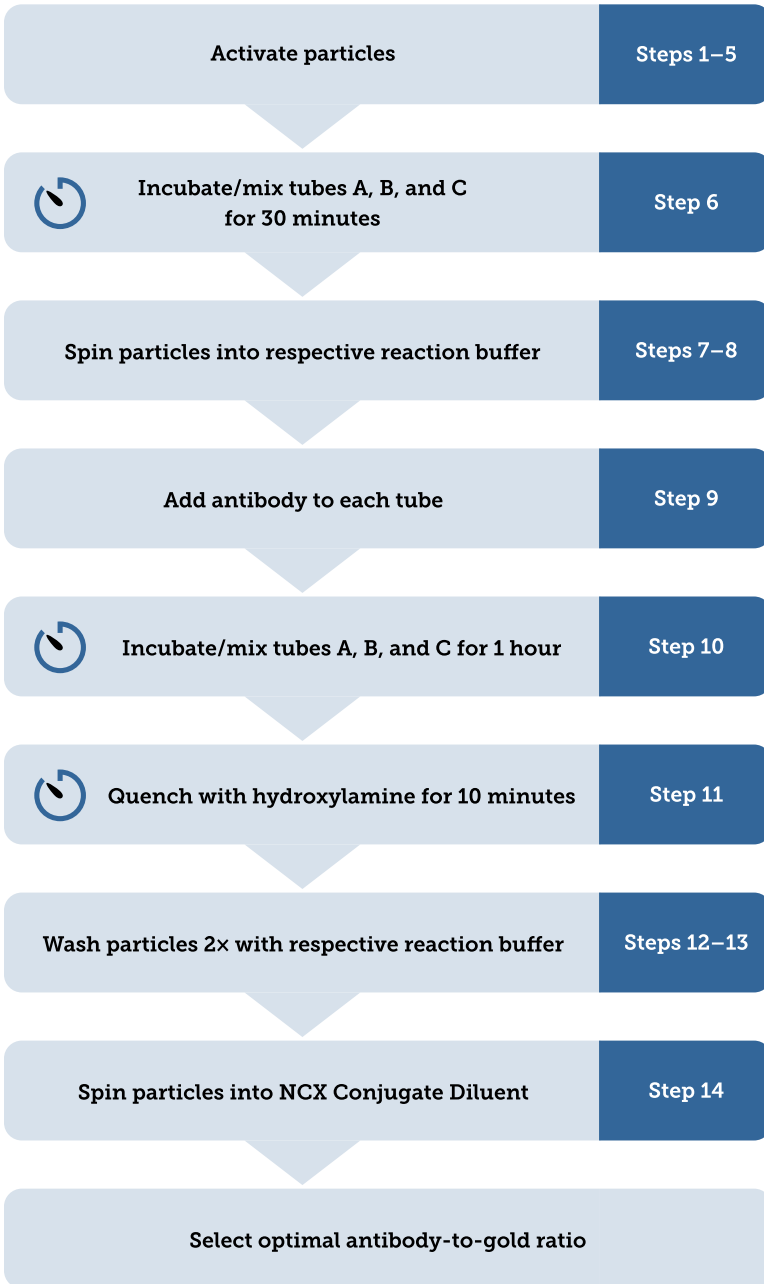 Activate particles
Steps 1–5
Incubate/mix tubes A, B, and C
for 30 minutes
Step 6
Spin particles into respective reaction buffer
Steps 7–8
Add antibody to each tube
Step 9
Incubate/mix tubes A, B, and C for 1 hour
Step 10
Quench with hydroxylamine for 10 minutes
Step 11
Wash particles 2× with respective reaction buffer
Steps 12–13
Spin particles into NCX Conjugate Diluent
Step 14
Select optimal antibody-to-gold ratio